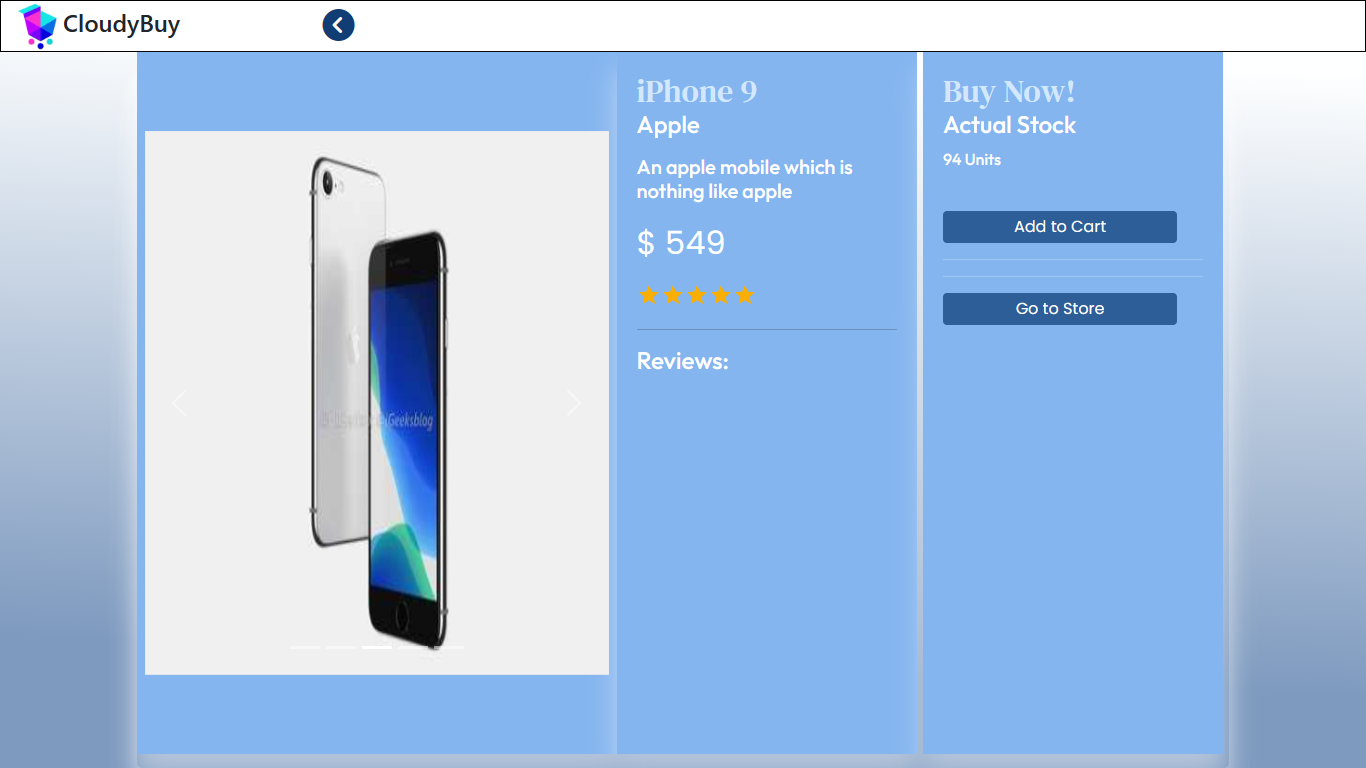 CloudyBuy
iPhone 9
Apple
An apple mobile which is
nothing like apple
$ 549
Reviews:
Buy Now!
Actual Stock
94 Units
Add to Cart
Go to Store
iGeeksblog